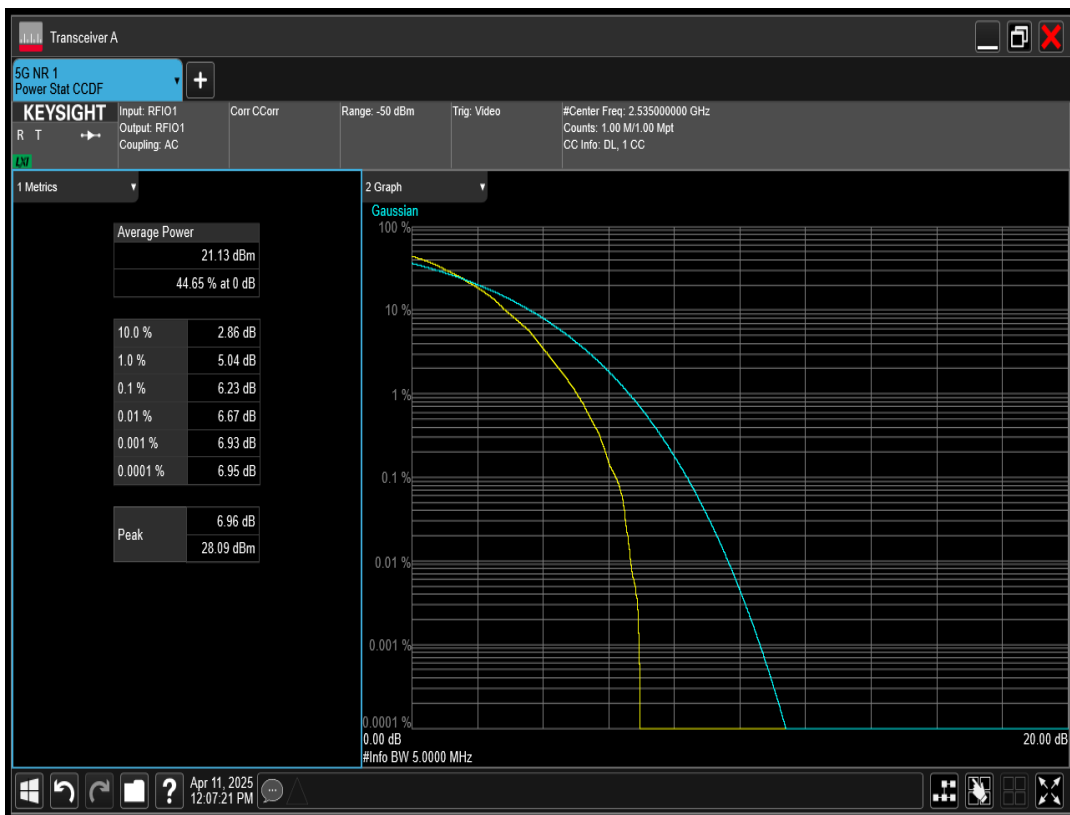 Transceiver A
5G NR 1
Power Stat CCDF
+
KEYSIGHT
R T
LXI
Input: RFIO1
Output: RFIO1
Coupling: AC
Corr CCorr
Range: -50 dBm
Trig: Video
#Center Freq: 2.535000000 GHz
Counts: 1.00 M/1.00 Mpt
CC Info: DL, 1 CC
1 Metrics
Average Power
21.13 dBm
44.65 % at 0 dB
10.0 % 2.86 dB
1.0 % 5.04 dB
0.1 % 6.23 dB
0.01 % 6.67 dB
0.001 % 6.93 dB
0.0001 % 6.95 dB
Peak
6.96 dB
28.09 dBm
2 Graph
Gaussian
100 %
10 %
1 %
0.1 %
0.01 %
0.001 %
0.0001 %
0.00 dB
20.00 dB
#Info BW 5.0000 MHz
?
Apr 11, 2025
12:07:21 PM